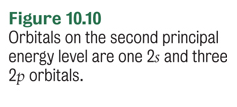 Figure 10.10
Orbitals on the second principal
energy level are one 2s and three
2p orbitals.